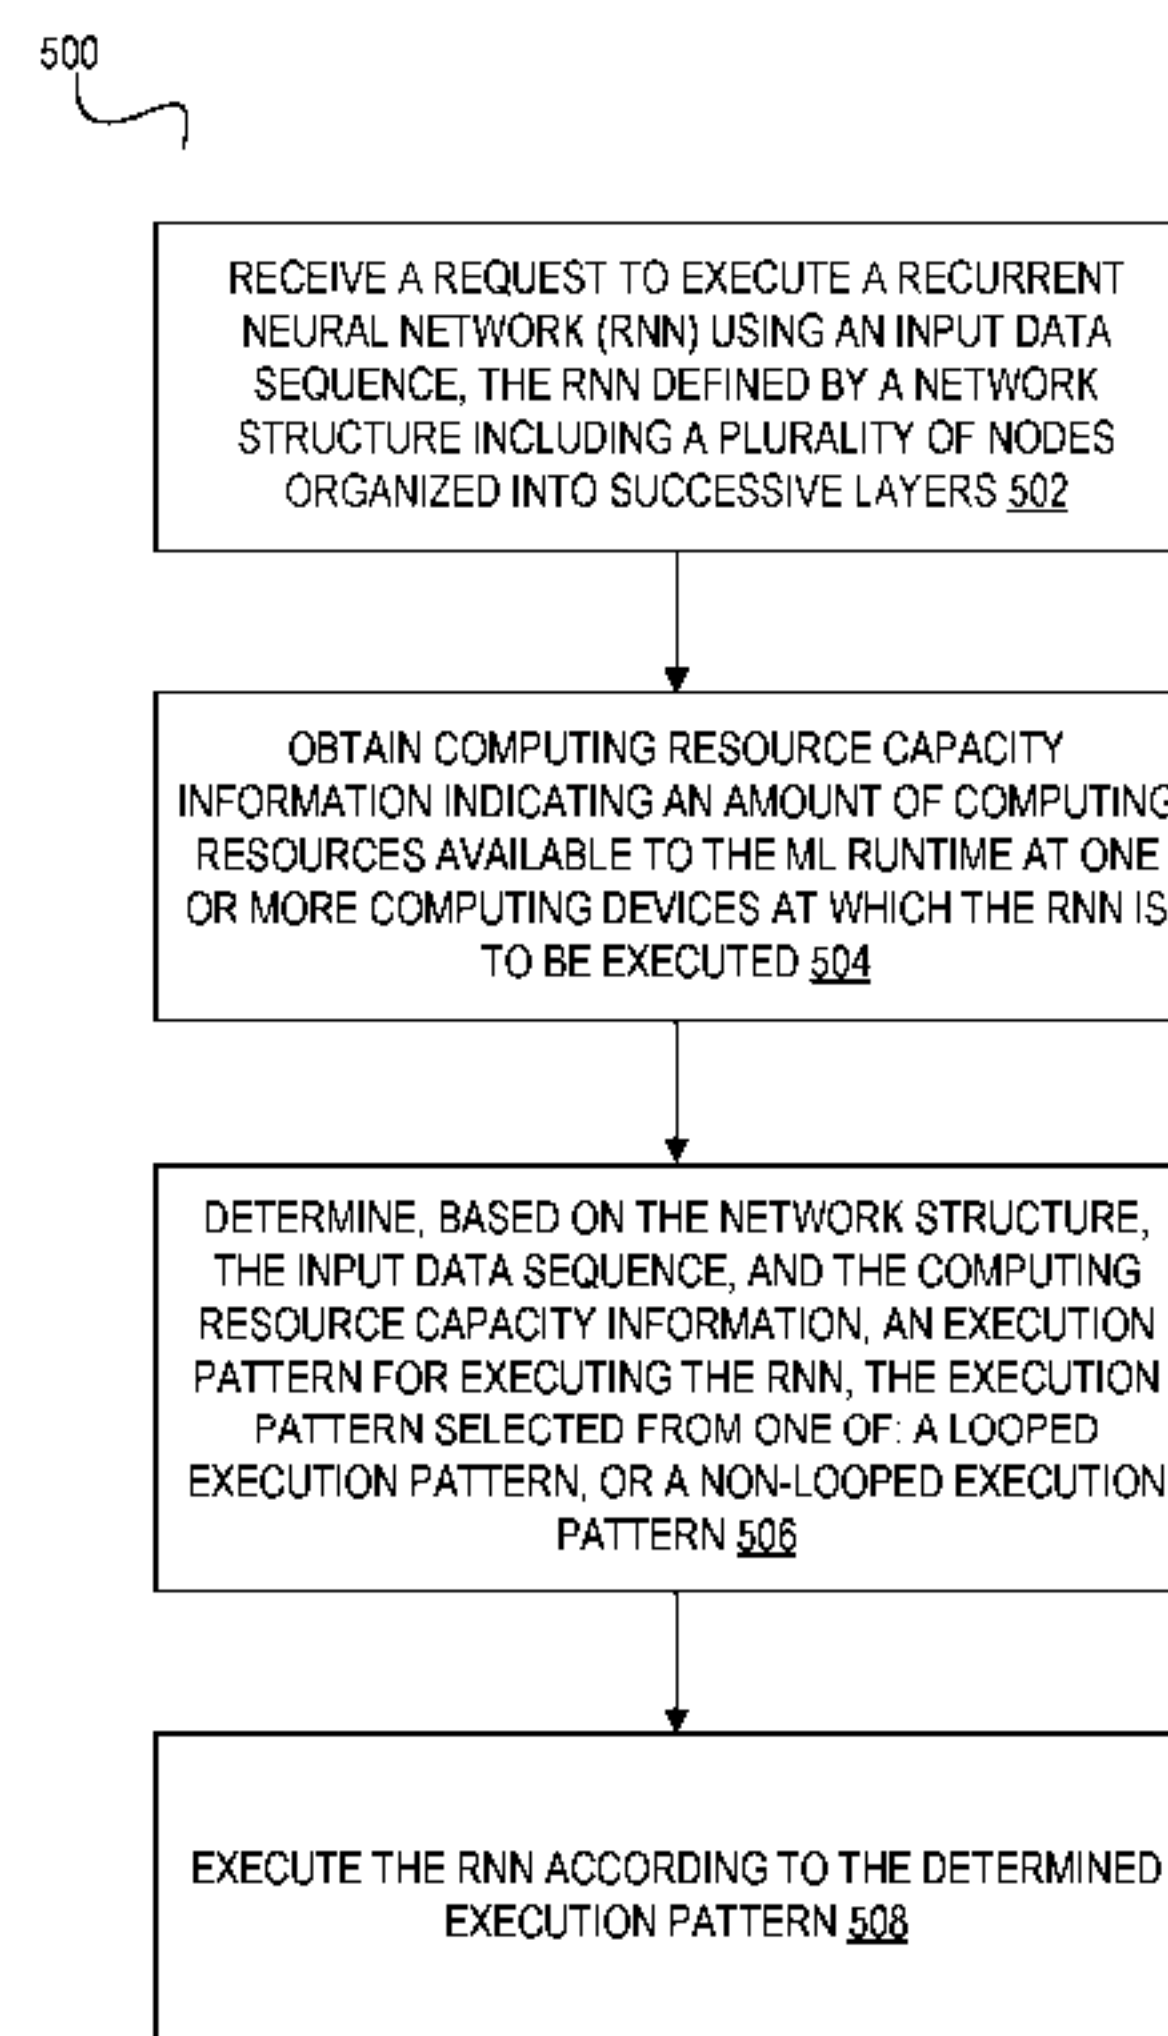 500
RECEIVE A REQUEST TO EXECUTE A RECURRENT
NEURAL NETWORK (RNN) USING AN INPUT DATA
SEQUENCE, THE RNN DEFINED BY A NETWORK
STRUCTURE INCLUDING A PLURALITY OF NODES
ORGANIZED INTO SUCCESSIVE LAYERS 502
OBTAIN COMPUTING RESOURCE CAPACITY
INFORMATION INDICATING AN AMOUNT OF COMPUTING
RESOURCES AVAILABLE TO THE ML RUNTIME AT ONE
OR MORE COMPUTING DEVICES AT WHICH THE RNN IS
TO BE EXECUTED 504
DETERMINE, BASED ON THE NETWORK STRUCTURE,
THE INPUT DATA SEQUENCE, AND THE COMPUTING
RESOURCE CAPACITY INFORMATION, AN EXECUTION
PATTERN FOR EXECUTING THE RNN, THE EXECUTION
PATTERN SELECTED FROM ONE OF: A LOOPED
EXECUTION PATTERN, OR A NON-LOOPED EXECUTION
PATTERN 506
EXECUTE THE RNN ACCORDING TO THE DETERMINED
EXECUTION PATTERN 508